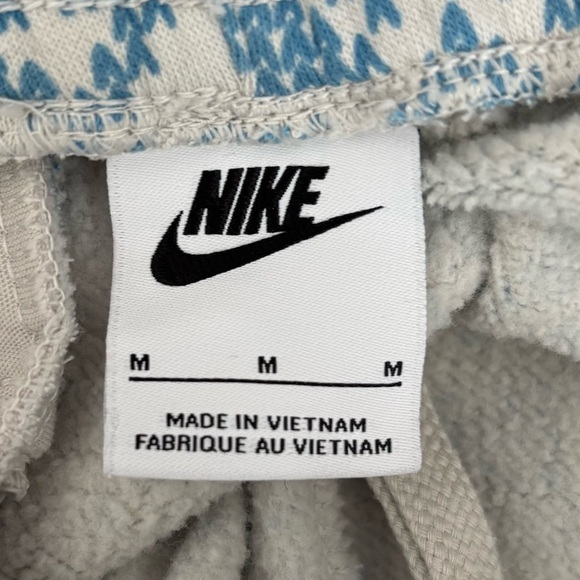 NIKE
M M M
MADE IN VIETNAM
FABRIQUE AU VIETNAM